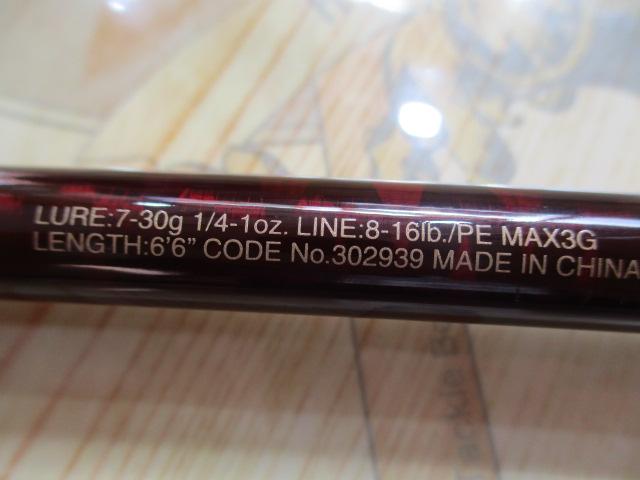 LURE:7-30g 1/4-1oz. LINE:8-16lb./PE MAX3G
LENGTH:6'6" CODE No.302939 MADE IN CHINA